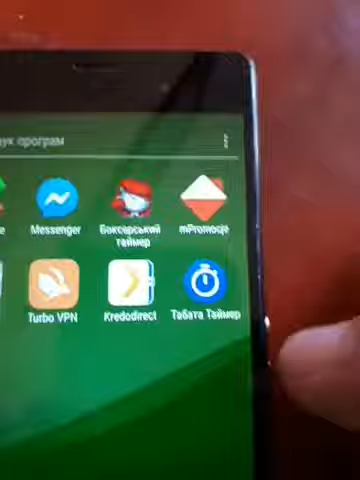 ук програм
Messenger
Боксерський
таймер
mPromocje
Turbo VPN
Kredodirect
Табата Таймер